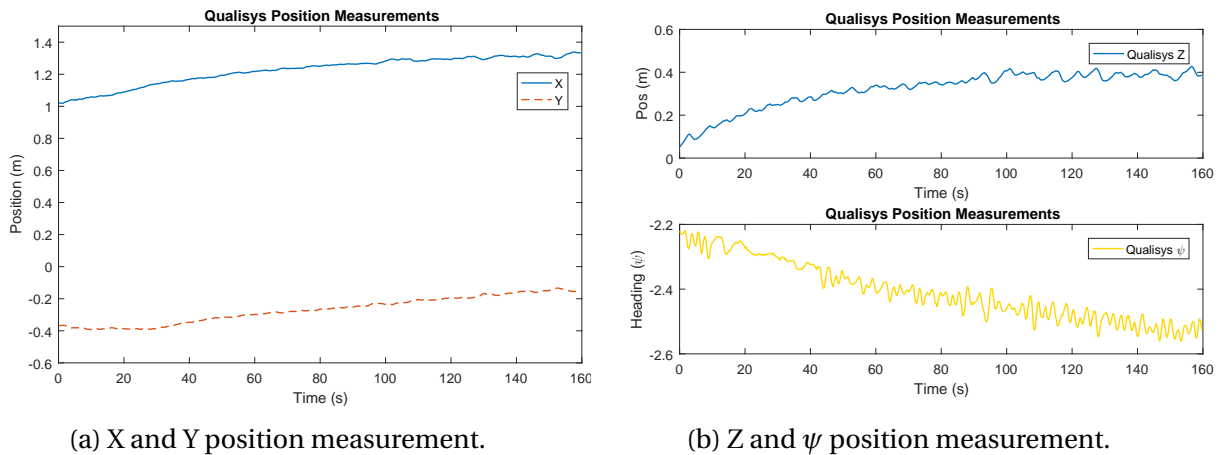 Qualisys Position Measurements
1.4
1.2
1
0.8
0.6
0.4
0.2
0
-0.2
-0.4
-0.6
Position (m)
X
Y
0 20 40 60 80 100 120 140 160
Time (s)
(a) X and Y position measurement.
Qualisys Position Measurements
0.6
0.4
0.2
0
Pos (m)
Qualisys Z
0 20 40 60 80 100 120 140 160
Time (s)
Qualisys Position Measurements
-2.2
-2.4
-2.6
Heading (ψ)
Qualisys ψ
0 20 40 60 80 100 120 140 160
Time (s)
(b) Z and ψ position measurement.